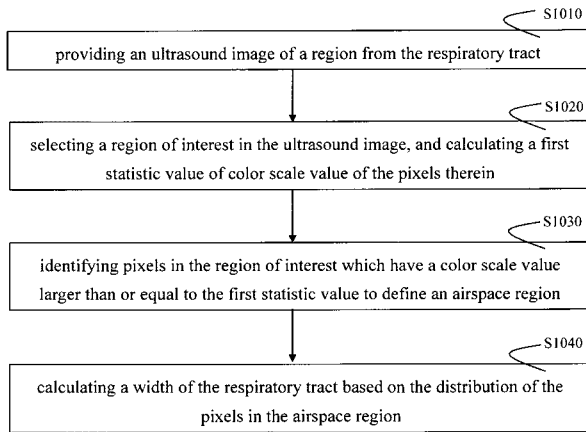 S1010
providing an ultrasound image of a region from the respiratory tract
S1020
selecting a region of interest in the ultrasound image, and calculating a first
statistic value of color scale value of the pixels therein
S1030
identifying pixels in the region of interest which have a color scale value
larger than or equal to the first statistic value to define an airspace region
S1040
calculating a width of the respiratory tract based on the distribution of the
pixels in the airspace region